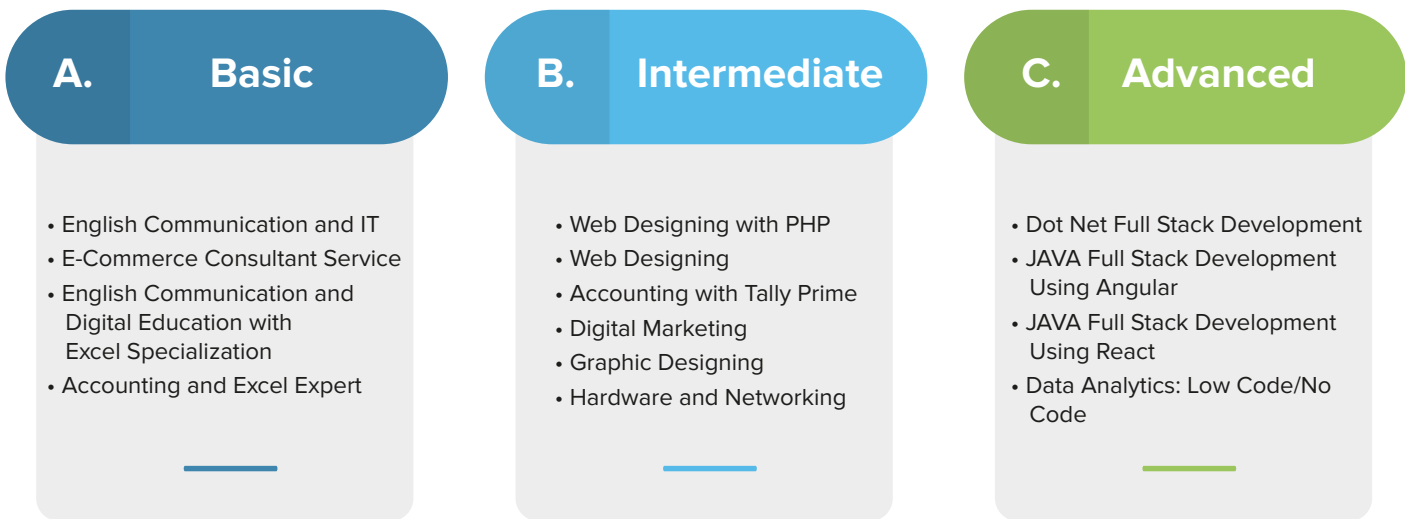 A. Basic
• English Communication and IT
• E-Commerce Consultant Service
• English Communication and
Digital Education with
Excel Specialization
• Accounting and Excel Expert
B. Intermediate
• Web Designing with PHP
• Web Designing
• Accounting with Tally Prime
• Digital Marketing
• Graphic Designing
• Hardware and Networking
C. Advanced
• Dot Net Full Stack Development
• JAVA Full Stack Development
Using Angular
• JAVA Full Stack Development
Using React
• Data Analytics: Low Code/No
Code